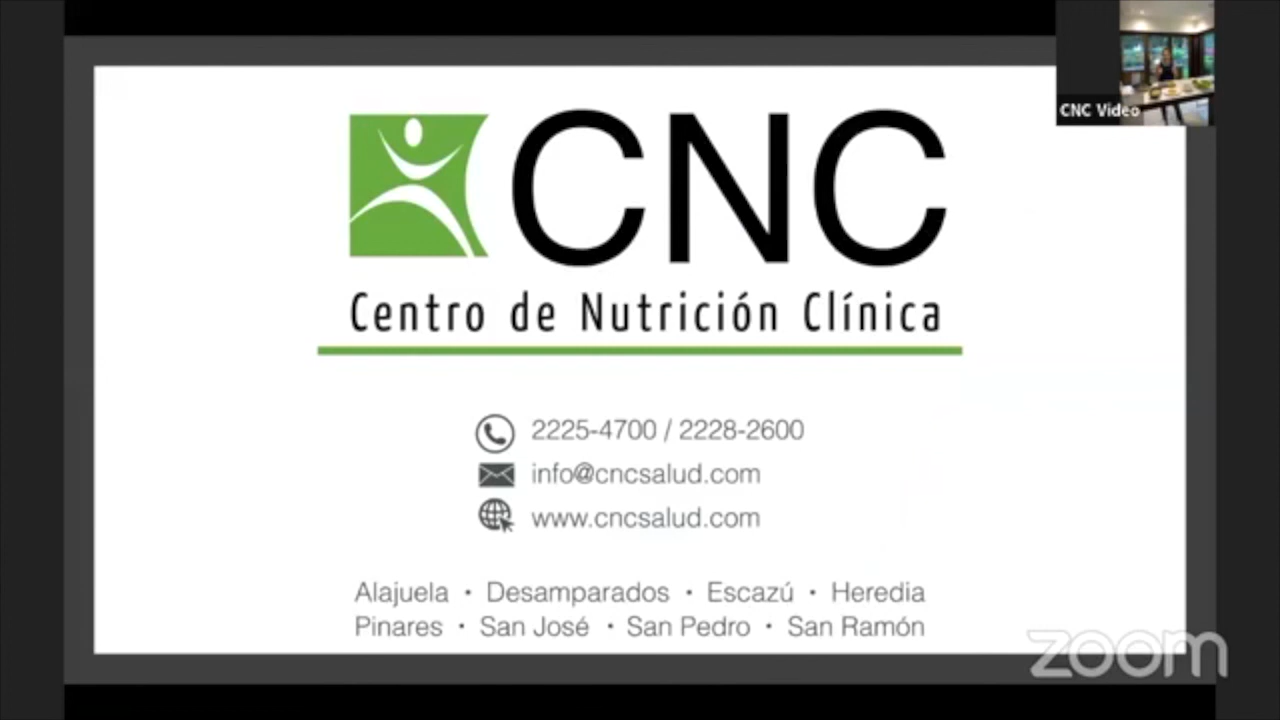 CNC Video
CNC
Centro de Nutrición Clínica
2225-4700 / 2228-2600
info@cncsalud.com
www.cncsalud.com
Alajuela • Desamparados • Escazú • Heredia
Pinares • San José • San Pedro • San Ramón
zoom